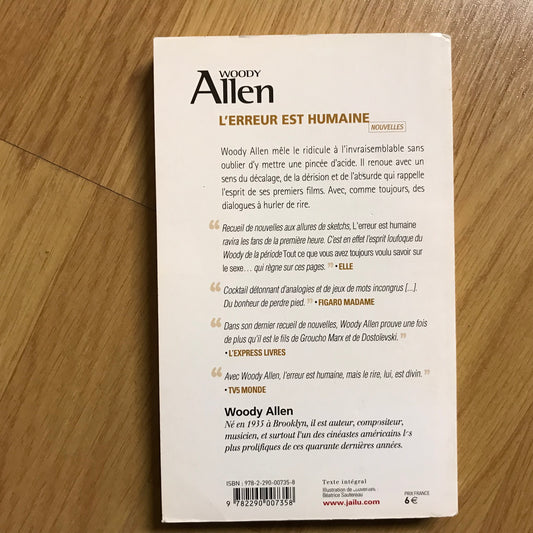 WOODY
Allen
L'ERREUR EST HUMAINE
NOUVELLES
Woody Allen mêle le ridicule à l'invraisemblable sans
oublier d'y mettre une pincée d'acide. Il renoue avec un
sens du décalage, de la dérision et de l'absurde qui rappelle
l'esprit de ses premiers films. Avec, comme toujours, des
dialogues à hurler de rire.
“ Recueil de nouvelles aux allures de sketchs, L'erreur est humaine
ravira les fans de la première heure. C'est en effet l'esprit loufoque du
Woody de la période Tout ce que vous avez toujours voulu savoir sur
le sexe… qui règne sur ces pages. ” • ELLE
“ Cocktail détonnant d'analogies et de jeux de mots incongrus [...].
Du bonheur de perdre pied. ” • FIGARO MADAME
“ Dans son dernier recueil de nouvelles, Woody Allen prouve une fois
de plus qu'il est le fils de Groucho Marx et de Dostoïevski. ”
• L'EXPRESS LIVRES
“ Avec Woody Allen, l'erreur est humaine, mais le rire, lui, est divin. ”
• TV5 MONDE
Woody Allen
Né en 1935 à Brooklyn, il est auteur, compositeur,
musicien, et surtout l'un des cinéastes américains les
plus prolifiques de ces quarante dernières années.
ISBN : 978-2-290-00735-8
9 782290 007358
Texte intégral
Illustration de
Béatrice Sautereau
www.jailu.com
PRIX FRANCE
6 €